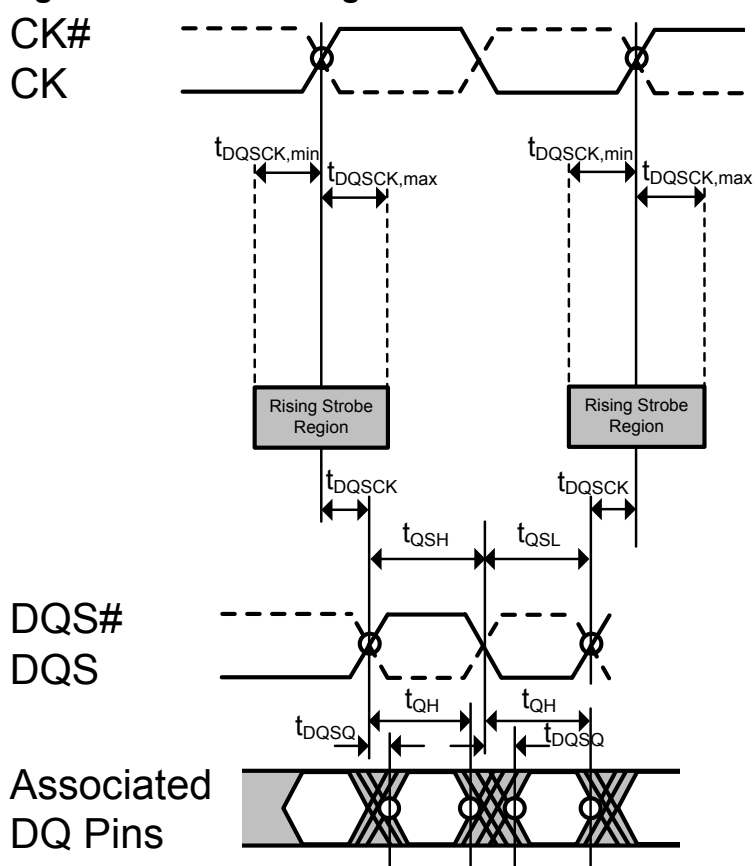 CK#
CK
tDQSCK,min
tDQSCK,max
tDQSCK,min
tDQSCK,max
Rising Strobe
Region
Rising Strobe
Region
tDQSCK
tDQSCK
tQSH
tQSL
DQS#
DQS
tQH
tQH
tDQSQ
tDQSQ
Associated
DQ Pins